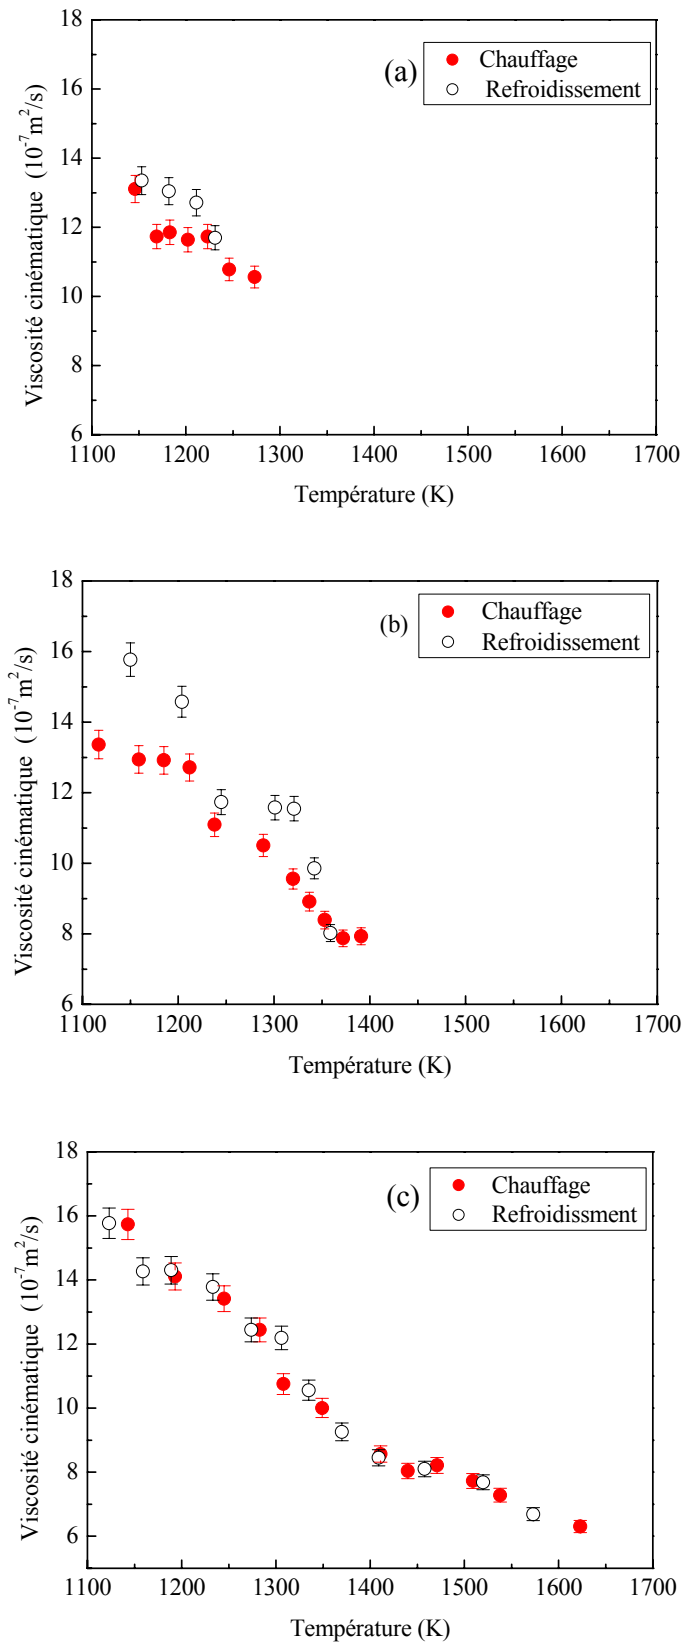 18
16
14
12
10
8
6
Viscosité cinématique (10⁻⁷m²/s)
(a)
Chauffage
Refroidissement
1100 1200 1300 1400 1500 1600 1700
Température (K)
18
16
14
12
10
8
6
Viscosité cinématique (10⁻⁷m²/s)
(b)
Chauffage
Refroidissement
1100 1200 1300 1400 1500 1600 1700
Température (K)
18
16
14
12
10
8
6
Viscosité cinématique (10⁻⁷m²/s)
(c)
Chauffage
Refroidissment
1100 1200 1300 1400 1500 1600 1700
Température (K)